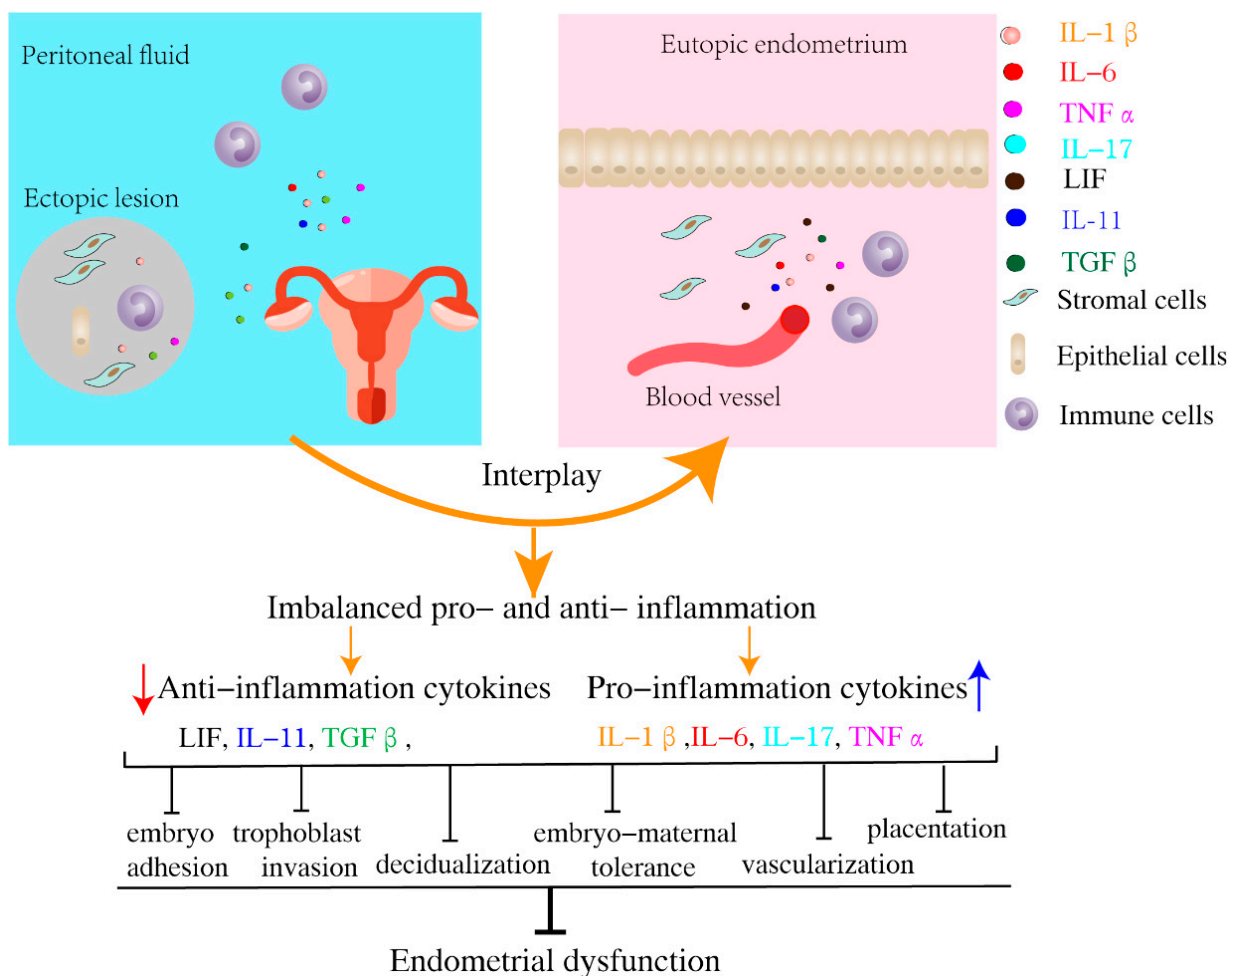 Peritoneal fluid
Ectopic lesion
Eutopic endometrium
Blood vessel
IL−1 β
IL−6
TNF α
IL−17
LIF
IL-11
TGF β
Stromal cells
Epithelial cells
Immune cells
Interplay
Imbalanced pro− and anti− inflammation
Anti−inflammation cytokines
Pro−inflammation cytokines
LIF, IL−11, TGF β ,
IL−1 β ,IL−6, IL−17, TNF α
embryo
adhesion
trophoblast
invasion
decidualization
embryo−maternal
tolerance
vascularization
placentation
Endometrial dysfunction